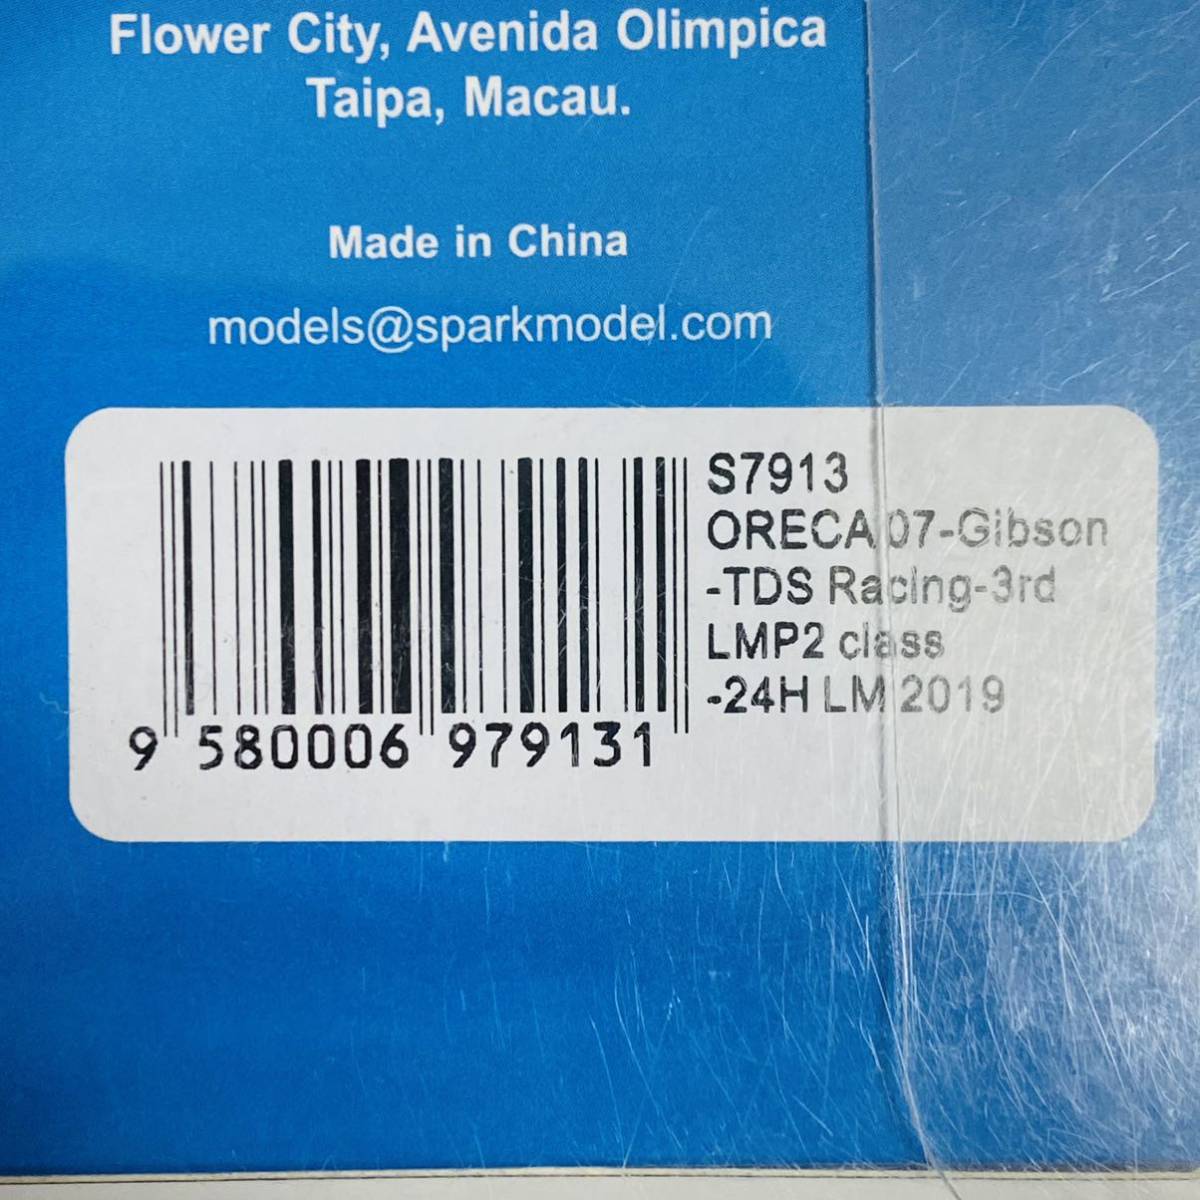 Flower City, Avenida Olimpica
Taipa, Macau.
Made in China
models@sparkmodel.com
S7913
ORECA 07-Gibson
-TDS Racing-3rd
LMP2 class
-24H LM 2019
9 580006 979131